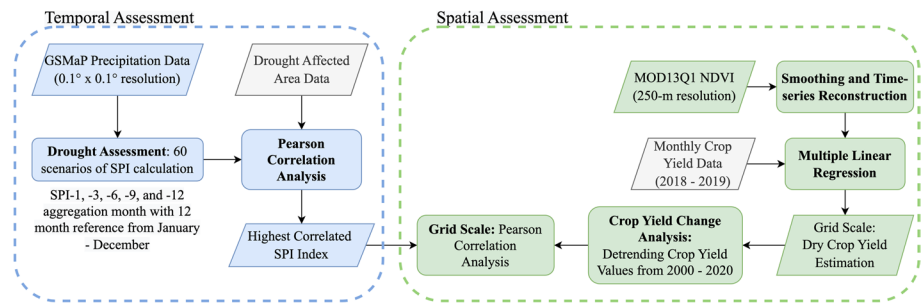 Temporal Assessment
GSMaP Precipitation Data
(0.1° x 0.1° resolution)
Drought Affected
Area Data
Drought Assessment: 60
scenarios of SPI calculation
Pearson
Correlation
Analysis
SPI-1, -3, -6, -9, and -12
aggregation month with 12
month reference from January
- December
Highest Correlated
SPI Index
Spatial Assessment
MOD13Q1 NDVI
(250-m resolution)
Smoothing and Time-
series Reconstruction
Monthly Crop
Yield Data
(2018 - 2019)
Multiple Linear
Regression
Grid Scale: Pearson
Correlation
Analysis
Crop Yield Change
Analysis:
Detrending Crop Yield
Values from 2000 - 2020
Grid Scale:
Dry Crop Yield
Estimation